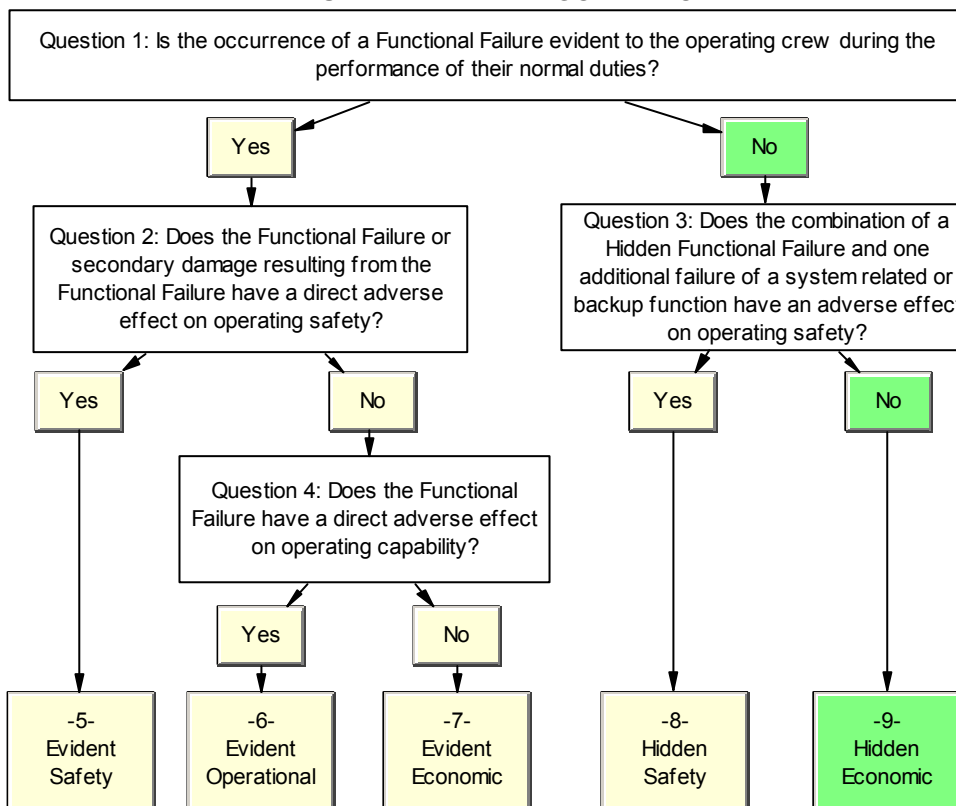 Question 1: Is the occurrence of a Functional Failure evident to the operating crew during the
performance of their normal duties?
Yes
No
Question 2: Does the Functional Failure or
secondary damage resulting from the
Functional Failure have a direct adverse
effect on operating safety?
Question 3: Does the combination of a
Hidden Functional Failure and one
additional failure of a system related or
backup function have an adverse effect
on operating safety?
Yes
No
Yes
No
Question 4: Does the Functional
Failure have a direct adverse effect
on operating capability?
Yes
No
-5-
Evident
Safety
-6-
Evident
Operational
-7-
Evident
Economic
-8-
Hidden
Safety
-9-
Hidden
Economic